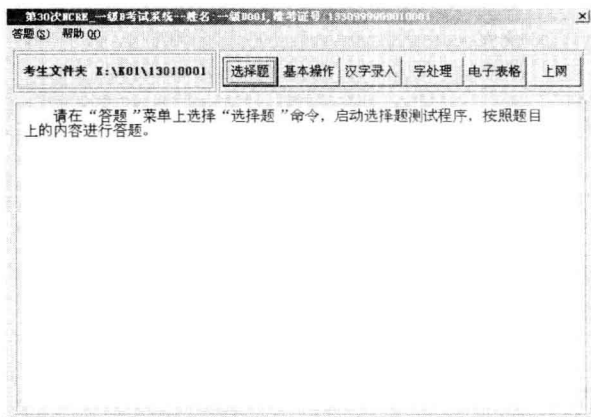 第30次NCRE_一级B考试系统--姓名:一级B001,准考证号:1330999999010001
答题(S) 帮助(H)
考生文件夹 K:\K01\13010001 选择题 基本操作 汉字录入 字处理 电子表格 上网
请在“答题”菜单上选择“选择题”命令，启动选择题测试程序，按照题目
上的内容进行答题。